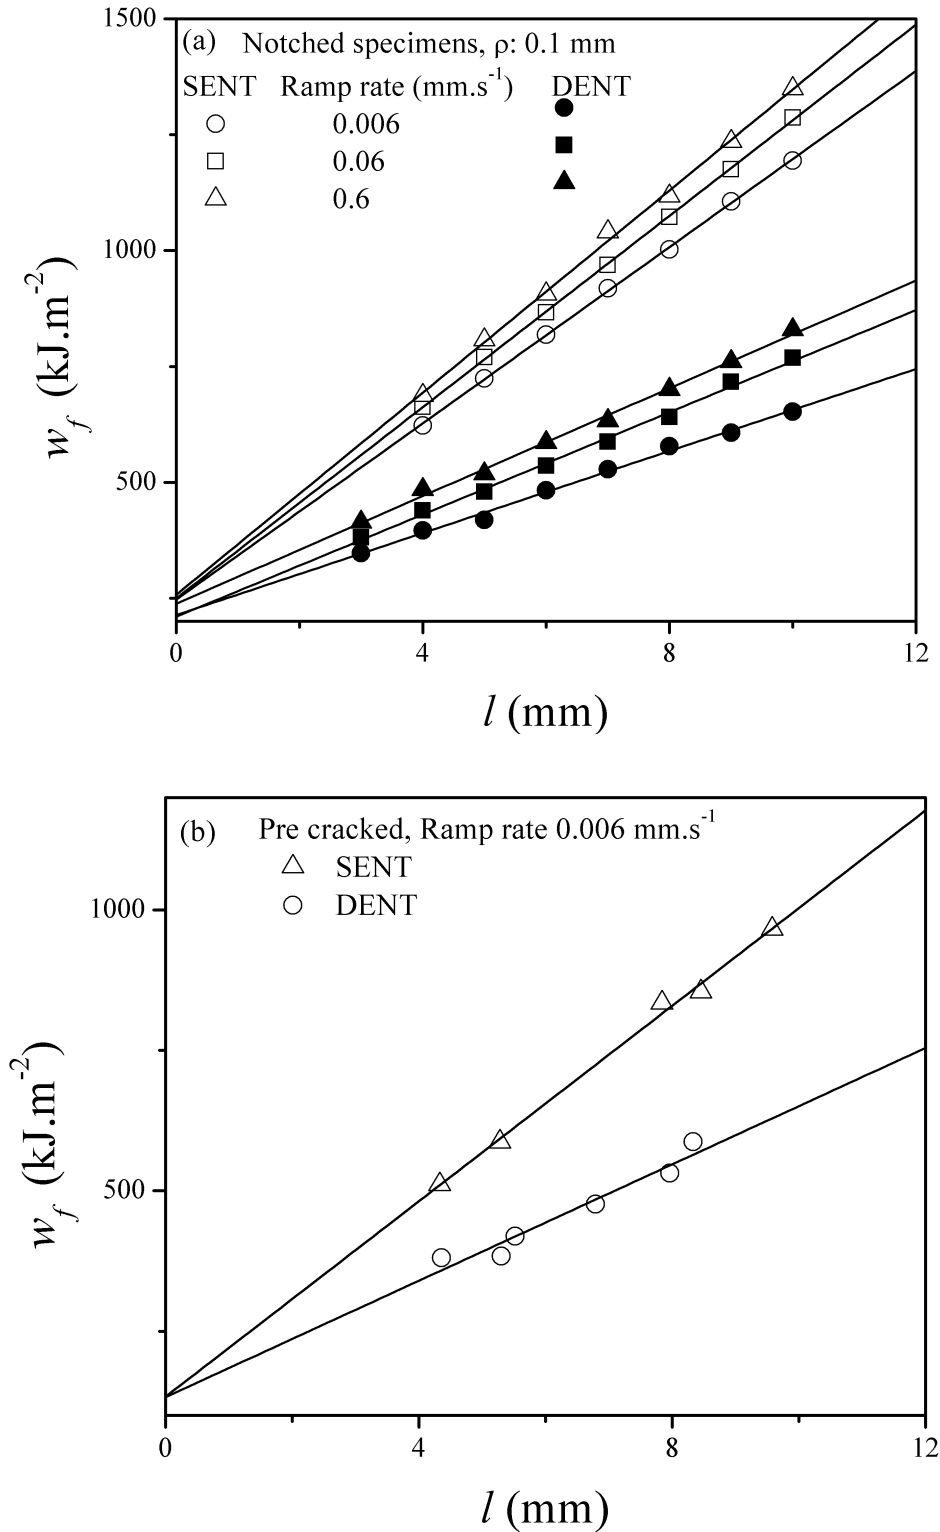 1500
(a) Notched specimens, ρ: 0.1 mm
SENT Ramp rate (mm.s⁻¹) DENT
0.006
0.06
0.6
1000
500
w_f (kJ.m⁻²)
0 4 8 12
l (mm)
(b) Pre cracked, Ramp rate 0.006 mm.s⁻¹
SENT
DENT
1000
500
w_f (kJ.m⁻²)
0 4 8 12
l (mm)